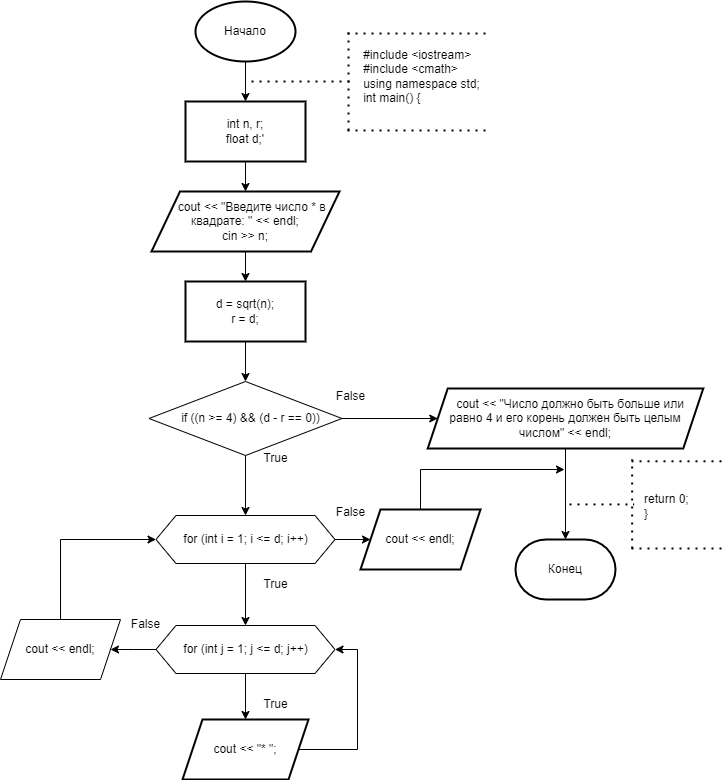 Начало
#include <iostream>
#include <cmath>
using namespace std;
int main() {
int n, r;
float d;'
cout << "Введите число * в
квадрате: " << endl;
cin >> n;
d = sqrt(n);
r = d;
if ((n >= 4) && (d - r == 0))
False
cout << "Число должно быть больше или
равно 4 и его корень должен быть целым
числом" << endl;
True
return 0;
}
for (int i = 1; i <= d; i++)
False
cout << endl;
Конец
True
for (int j = 1; j <= d; j++)
False
cout << endl;
True
cout << "* ";